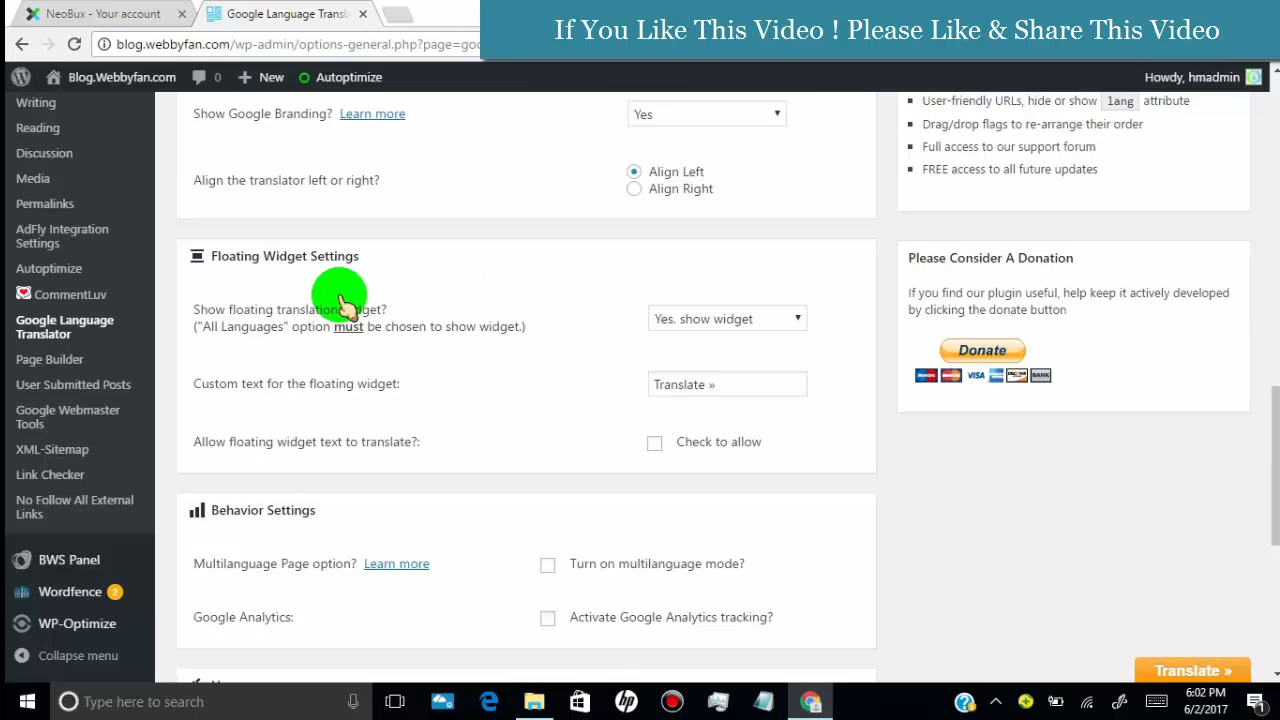 NeoBux - Your account
Google Language Transl
If You Like This Video ! Please Like & Share This Video
blog.webbyfan.com/wp-admin/options-general.php?page=goo
Blog.Webbyfan.com
0
New
Autoptimize
Howdy, hmadmin
Writing
Reading
Discussion
Media
Permalinks
AdFly Integration
Settings
Autoptimize
CommentLuv
Google Language
Translator
Page Builder
User Submitted Posts
Google Webmaster
Tools
XML-Sitemap
Link Checker
No Follow All External
Links
BWS Panel
Wordfence 2
WP-Optimize
Collapse menu
Show Google Branding? Learn more
Yes
Align the translator left or right?
Align Left
Align Right
Floating Widget Settings
Show floating translation widget?
("All Languages" option must be chosen to show widget.)
Yes, show widget
Custom text for the floating widget:
Translate »
Allow floating widget text to translate?:
Check to allow
Behavior Settings
Multilanguage Page option? Learn more
Turn on multilanguage mode?
Google Analytics:
Activate Google Analytics tracking?
User-friendly URLs, hide or show lang attribute
Drag/drop flags to re-arrange their order
Full access to our support forum
FREE access to all future updates
Please Consider A Donation
If you find our plugin useful, help keep it actively developed
by clicking the donate button
Donate
VISA
BANK
Translate »
Type here to search
6:02 PM
6/2/2017
1